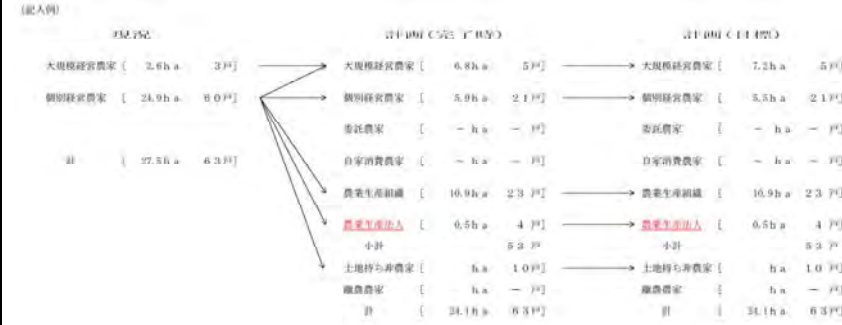 (記入例)
現況 計画(完了時) 計画(目標)
大規模経営農家 [ 2.6ha 3戸] 大規模経営農家 [ 6.8ha 5戸] 大規模経営農家 [ 7.2ha 5戸]
個別経営農家 [ 24.9ha 60戸] 個別経営農家 [ 5.9ha 21戸] 個別経営農家 [ 5.5ha 21戸]
委託農家 [ − ha − 戸] 委託農家 [ − ha − 戸]
計 [ 27.5ha 63戸] 自家消費農家 [ − ha − 戸] 自家消費農家 [ − ha − 戸]
農業生産組織 [ 10.9ha 23 戸] 農業生産組織 [ 10.9ha 23 戸]
農業生産法人 [ 0.5ha 4 戸] 農業生産法人 [ 0.5ha 4 戸]
小計 53 戸 小計 53 戸
土地持ち非農家 [ ha 10戸] 土地持ち非農家 [ ha 10 戸]
離農農家 [ ha − 戸] 離農農家 [ ha − 戸]
計 [ 24.1ha 63戸] 計 [ 24.1ha 63戸]